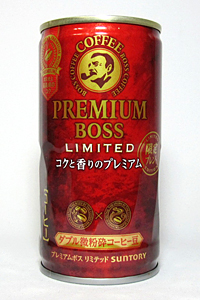 COFFEE
BOSS COFFEE
PREMIUM
BOSS
LIMITED
コクと香りのプレミアム
ダブル微粉砕コーヒー豆
プレミアムボス リミテッド SUNTORY